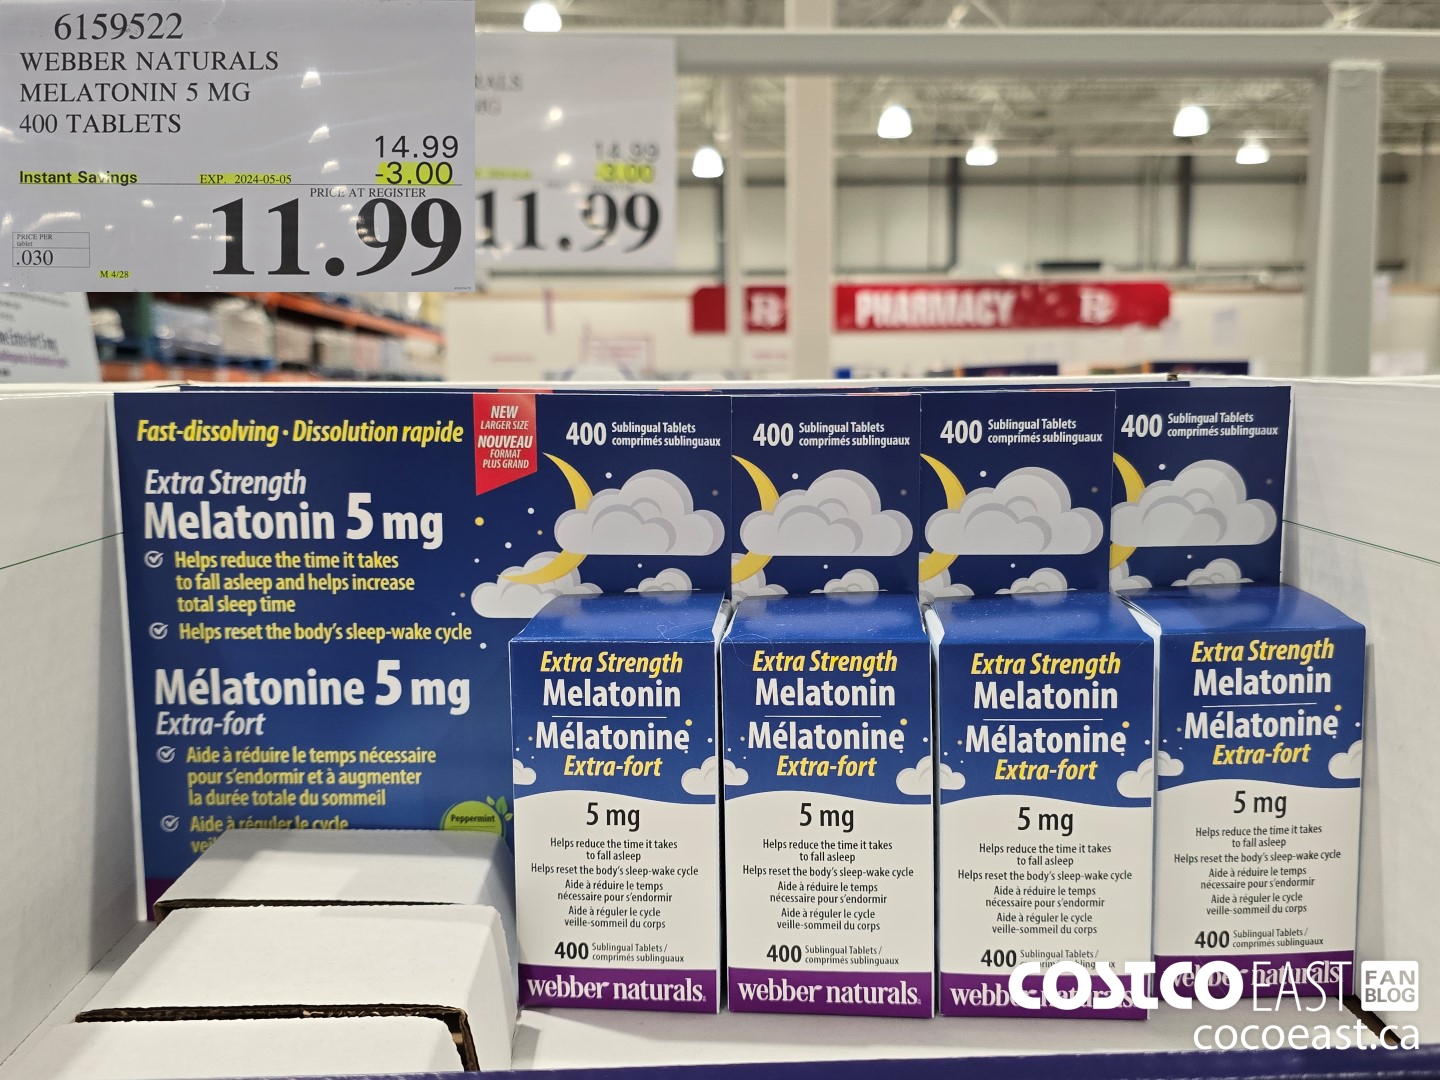 6159522
WEBBER NATURALS
MELATONIN 5 MG
400 TABLETS
14.99
Instant Savings EXP. 2024-05-05 -3.00
PRICE AT REGISTER
11.99
PRICE PER
tablet
.030
M 4/28
14.99
3.00
11.99
PHARMACY
Fast-dissolving • Dissolution rapide
NEW
LARGER SIZE
NOUVEAU
FORMAT
PLUS GRAND
Extra Strength
Melatonin 5 mg
Helps reduce the time it takes
to fall asleep and helps increase
total sleep time
Helps reset the body's sleep-wake cycle
Mélatonine 5 mg
Extra-fort
Aide à réduire le temps nécessaire
pour s'endormir et à augmenter
la durée totale du sommeil
Aide à réguler le cycle
Peppermint
400 Sublingual Tablets
comprimés sublinguaux
400 Sublingual Tablets
comprimés sublinguaux
400 Sublingual Tablets
comprimés sublinguaux
400 Sublingual Tablets
comprimés sublinguaux
Extra Strength
Melatonin
Mélatonine
Extra-fort
5 mg
Helps reduce the time it takes
to fall asleep
Helps reset the body's sleep-wake cycle
Aide à réduire le temps
nécessaire pour s'endormir
Aide à réguler le cycle
veille-sommeil du corps
400 Sublingual Tablets /
comprimés sublinguaux
webber naturals
Extra Strength
Melatonin
Mélatonine
Extra-fort
5 mg
Helps reduce the time it takes
to fall asleep
Helps reset the body's sleep-wake cycle
Aide à réduire le temps
nécessaire pour s'endormir
Aide à réguler le cycle
veille-sommeil du corps
400 Sublingual Tablets /
comprimés sublinguaux
webber naturals
Extra Strength
Melatonin
Mélatonine
Extra-fort
5 mg
Helps reduce the time it takes
to fall asleep
Helps reset the body's sleep-wake cycle
Aide à réduire le temps
nécessaire pour s'endormir
Aide à réguler le cycle
veille-sommeil du corps
400 Sublingual Tablets /
Extra Strength
Melatonin
Mélatonine
Extra-fort
5 mg
Helps reduce the time it takes
to fall asleep
Helps reset the body's sleep-wake cycle
Aide à réduire le temps
nécessaire pour s'endormir
Aide à réguler le cycle
veille-sommeil du corps
400 Sublingual Tablets /
comprimés sublinguaux
webber naturals
COSTCO EAST FAN
BLOG
cocoeast.ca